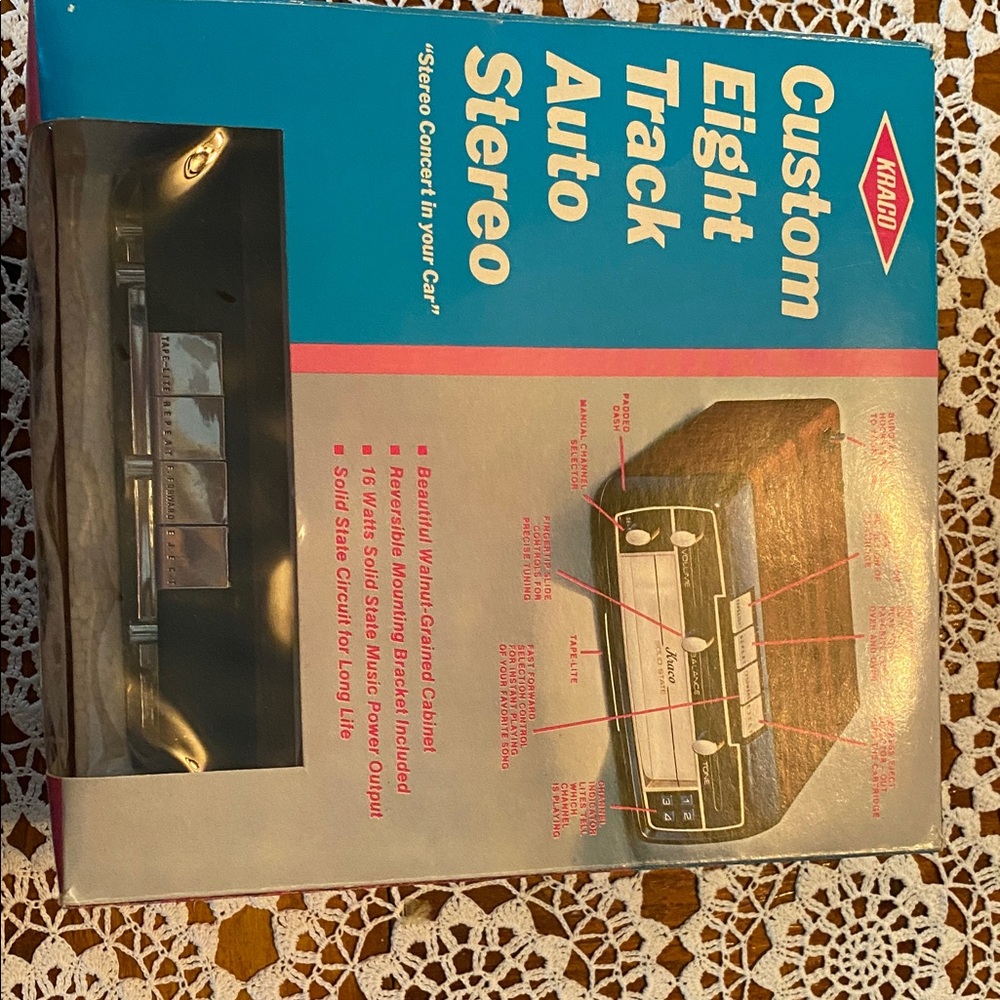 KRACO
Custom
Eight
Track
Auto
Stereo
"Stereo Concert in your Car"
PADDED
DASH
MANUAL CHANNEL
SELECTOR
FINGERTIP SLIDE
CONTROLS FOR
PRECISE TUNING
TAPE-LITE
FAST FORWARD
SELECTION CONTROL
FOR INSTANT PLAYING
OF YOUR FAVORITE SONG
CHANNEL
INDICATOR
LITES TELL
WHICH
CHANNEL
IS PLAYING
VOLUME
BALANCE
TONE
Kraco
SOLID STATE
1 2
3 4
■ Beautiful Walnut-Grained Cabinet
■ Reversible Mounting Bracket Included
■ 16 Watts Solid State Music Power Output
■ Solid State Circuit for Long Life
TAPE-LITE REPEAT F. FORWARD EJECT